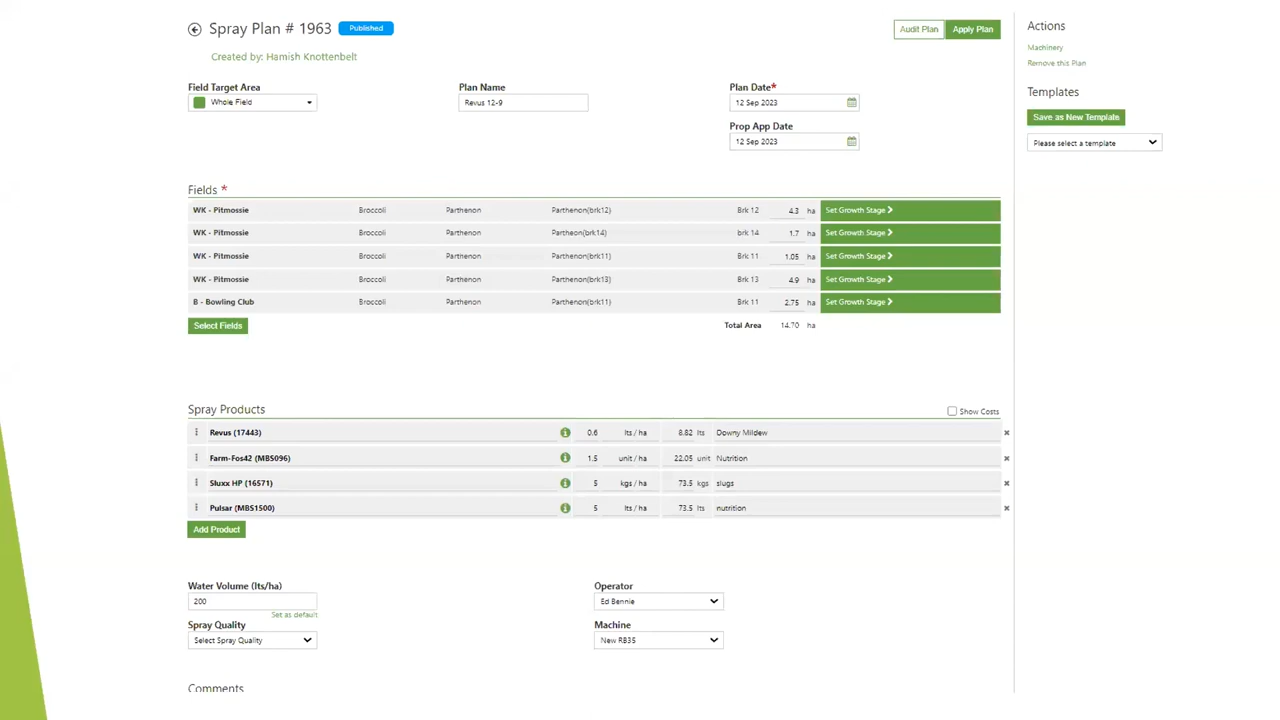 Spray Plan # 1963 Published
Audit Plan Apply Plan
Created by: Hamish Knottenbelt
Field Target Area
Whole Field
Plan Name
Revus 12-9
Plan Date*
12 Sep 2023
Prop App Date
12 Sep 2023
Fields *
WK - Pitmossie Broccoli Parthenon Parthenon(brk12) Brk 12 4.3 ha Set Growth Stage
WK - Pitmossie Broccoli Parthenon Partheon(brk14) brk 14 1.7 ha Set Growth Stage
WK - Pitmossie Broccoli Parthenon Parthenon(brk11) Brk 11 1.05 ha Set Growth Stage
WK - Pitmossie Broccoli Parthenon Parthenon(brk13) Brk 13 4.9 ha Set Growth Stage
B - Bowling Club Broccoli Parthenon Parthenon(brk11) Brk 11 2.75 ha Set Growth Stage
Select Fields Total Area 14.70 ha
Spray Products Show Costs
Revus (17443) 0.6 lts / ha 8.82 lts Downy Mildew
Farm-Fos42 (MBS096) 1.5 unit / ha 22.05 unit Nutrition
Sluxx HP (16571) 5 kgs / ha 73.5 kgs slugs
Pulsar (MBS1500) 5 lts / ha 73.5 lts nutrition
Add Product
Water Volume (lts/ha)
200
Set as default
Spray Quality
Select Spray Quality
Operator
Ed Bennie
Machine
New RB35
Comments
Actions
Machinery
Remove this Plan
Templates
Save as New Template
Please select a template